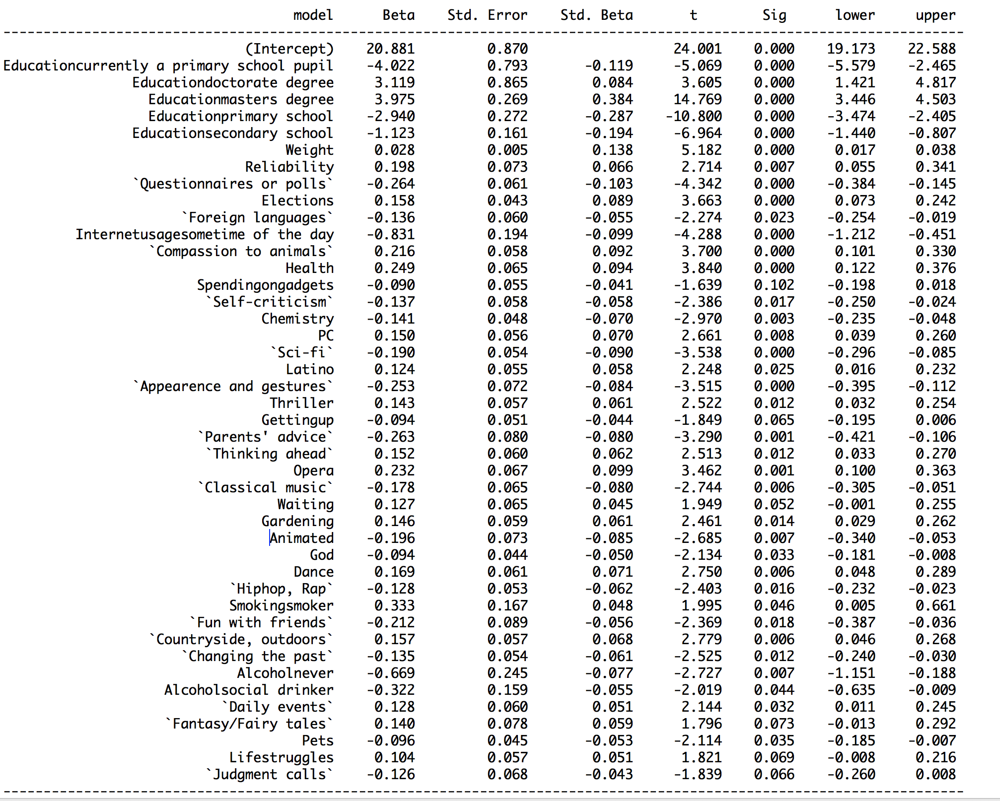 model Beta Std. Error Std. Beta t Sig lower upper
--------------------------------------------------------------------------------------------------------------------
(Intercept) 20.881 0.870 24.001 0.000 19.173 22.588
Educationcurrently a primary school pupil -4.022 0.793 -0.119 -5.069 0.000 -5.579 -2.465
Educationdoctorate degree 3.119 0.865 0.084 3.605 0.000 1.421 4.817
Educationmasters degree 3.975 0.269 0.384 14.769 0.000 3.446 4.503
Educationprimary school -2.940 0.272 -0.287 -10.800 0.000 -3.474 -2.405
Educationsecondary school -1.123 0.161 -0.194 -6.964 0.000 -1.440 -0.807
Weight 0.028 0.005 0.138 5.182 0.000 0.017 0.038
Reliability 0.198 0.073 0.066 2.714 0.007 0.055 0.341
`Questionnaires or polls` -0.264 0.061 -0.103 -4.342 0.000 -0.384 -0.145
Elections 0.158 0.043 0.089 3.663 0.000 0.073 0.242
`Foreign languages` -0.136 0.060 -0.055 -2.274 0.023 -0.254 -0.019
Internetusagesometime of the day -0.831 0.194 -0.099 -4.288 0.000 -1.212 -0.451
`Compassion to animals` 0.216 0.058 0.092 3.700 0.000 0.101 0.330
Health 0.249 0.065 0.094 3.840 0.000 0.122 0.376
Spendingongadgets -0.090 0.055 -0.041 -1.639 0.102 -0.198 0.018
`Self-criticism` -0.137 0.058 -0.058 -2.386 0.017 -0.250 -0.024
Chemistry -0.141 0.048 -0.070 -2.970 0.003 -0.235 -0.048
PC 0.150 0.056 0.070 2.661 0.008 0.039 0.260
`Sci-fi` -0.190 0.054 -0.090 -3.538 0.000 -0.296 -0.085
Latino 0.124 0.055 0.058 2.248 0.025 0.016 0.232
`Appearence and gestures` -0.253 0.072 -0.084 -3.515 0.000 -0.395 -0.112
Thriller 0.143 0.057 0.061 2.522 0.012 0.032 0.254
Gettingup -0.094 0.051 -0.044 -1.849 0.065 -0.195 0.006
`Parents' advice` -0.263 0.080 -0.080 -3.290 0.001 -0.421 -0.106
`Thinking ahead` 0.152 0.060 0.062 2.513 0.012 0.033 0.270
Opera 0.232 0.067 0.099 3.462 0.001 0.100 0.363
`Classical music` -0.178 0.065 -0.080 -2.744 0.006 -0.305 -0.051
Waiting 0.127 0.065 0.045 1.949 0.052 -0.001 0.255
Gardening 0.146 0.059 0.061 2.461 0.014 0.029 0.262
Animated -0.196 0.073 -0.085 -2.685 0.007 -0.340 -0.053
God -0.094 0.044 -0.050 -2.134 0.033 -0.181 -0.008
Dance 0.169 0.061 0.071 2.750 0.006 0.048 0.289
`Hiphop, Rap` -0.128 0.053 -0.062 -2.403 0.016 -0.232 -0.023
Smokingsmoker 0.333 0.167 0.048 1.995 0.046 0.005 0.661
`Fun with friends` -0.212 0.089 -0.056 -2.369 0.018 -0.387 -0.036
`Countryside, outdoors` 0.157 0.057 0.068 2.779 0.006 0.046 0.268
`Changing the past` -0.135 0.054 -0.061 -2.525 0.012 -0.240 -0.030
Alcoholnever -0.669 0.245 -0.077 -2.727 0.007 -1.151 -0.188
Alcoholsocial drinker -0.322 0.159 -0.055 -2.019 0.044 -0.635 -0.009
`Daily events` 0.128 0.060 0.051 2.144 0.032 0.011 0.245
`Fantasy/Fairy tales` 0.140 0.078 0.059 1.796 0.073 -0.013 0.292
Pets -0.096 0.045 -0.053 -2.114 0.035 -0.185 -0.007
Lifestruggles 0.104 0.057 0.051 1.821 0.069 -0.008 0.216
`Judgment calls` -0.126 0.068 -0.043 -1.839 0.066 -0.260 0.008
--------------------------------------------------------------------------------------------------------------------